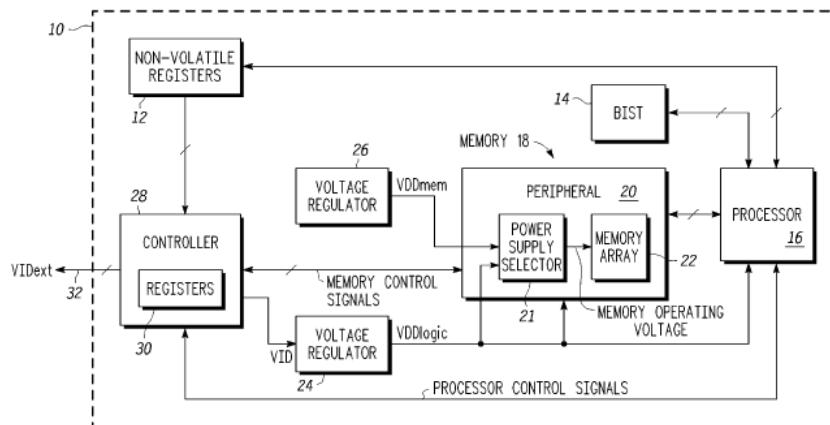 10
NON-VOLATILE
REGISTERS
12
14
BIST
MEMORY 18
26
VOLTAGE
REGULATOR
VDDmem
PERIPHERAL 20
POWER
SUPPLY
SELECTOR
21
MEMORY
ARRAY
22
PROCESSOR
16
28
CONTROLLER
REGISTERS
30
VIDext
32
MEMORY CONTROL
SIGNALS
MEMORY OPERATING
VOLTAGE
VID
VOLTAGE
REGULATOR
24
VDDlogic
PROCESSOR CONTROL SIGNALS